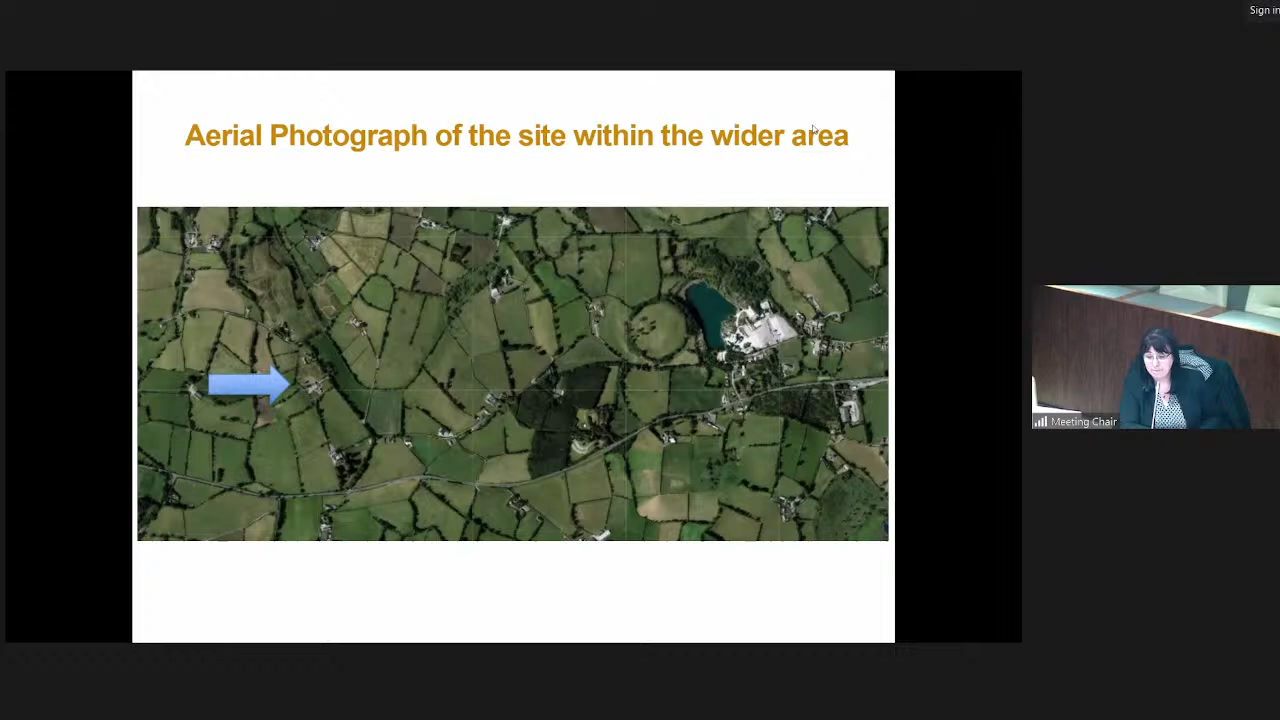 Sign in
Aerial Photograph of the site within the wider area
Meeting Chair